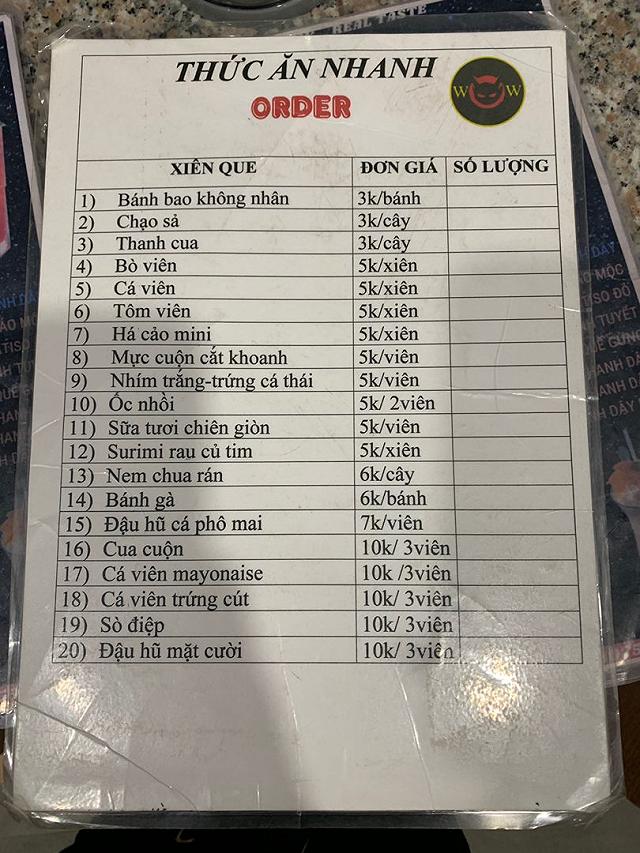 REAL TASTE
THỨC ĂN NHANH
ORDER
W W
XIÊN QUE ĐƠN GIÁ SỐ LƯỢNG
1) Bánh bao không nhân 3k/bánh
2) Chạo sả 3k/cây
3) Thanh cua 3k/cây
4) Bò viên 5k/xiên
5) Cá viên 5k/xiên
6) Tôm viên 5k/xiên
7) Há cảo mini 5k/xiên
8) Mực cuộn cắt khoanh 5k/viên
9) Nhím trắng-trứng cá thái 5k/viên
10) Ốc nhồi 5k/ 2viên
11) Sữa tươi chiên giòn 5k/viên
12) Surimi rau củ tim 5k/xiên
13) Nem chua rán 6k/cây
14) Bánh gà 6k/bánh
15) Đậu hũ cá phô mai 7k/viên
16) Cua cuộn 10k/ 3viên
17) Cá viên mayonaise 10k /3viên
18) Cá viên trứng cút 10k/ 3viên
19) Sò điệp 10k/ 3viên
20) Đậu hũ mặt cười 10k/ 3viên